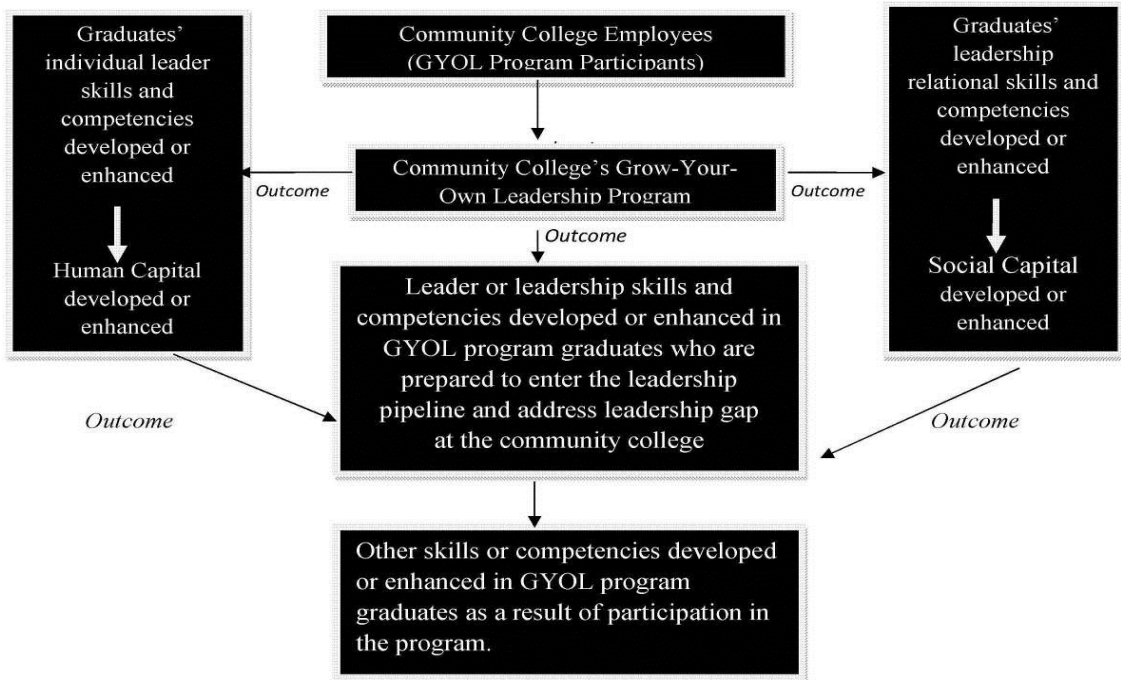 Community College Employees
(GYOL Program Participants)
Graduates'
individual leader
skills and
competencies
developed or
enhanced
Human Capital
developed or
enhanced
Graduates'
leadership
relational skills and
competencies
developed or
enhanced
Social Capital
developed or
enhanced
Community College's Grow-Your-
Own Leadership Program
Outcome
Outcome
Outcome
Leader or leadership skills and
competencies developed or enhanced in
GYOL program graduates who are
prepared to enter the leadership
pipeline and address leadership gap
at the community college
Outcome
Outcome
Other skills or competencies developed
or enhanced in GYOL program
graduates as a result of participation in
the program.